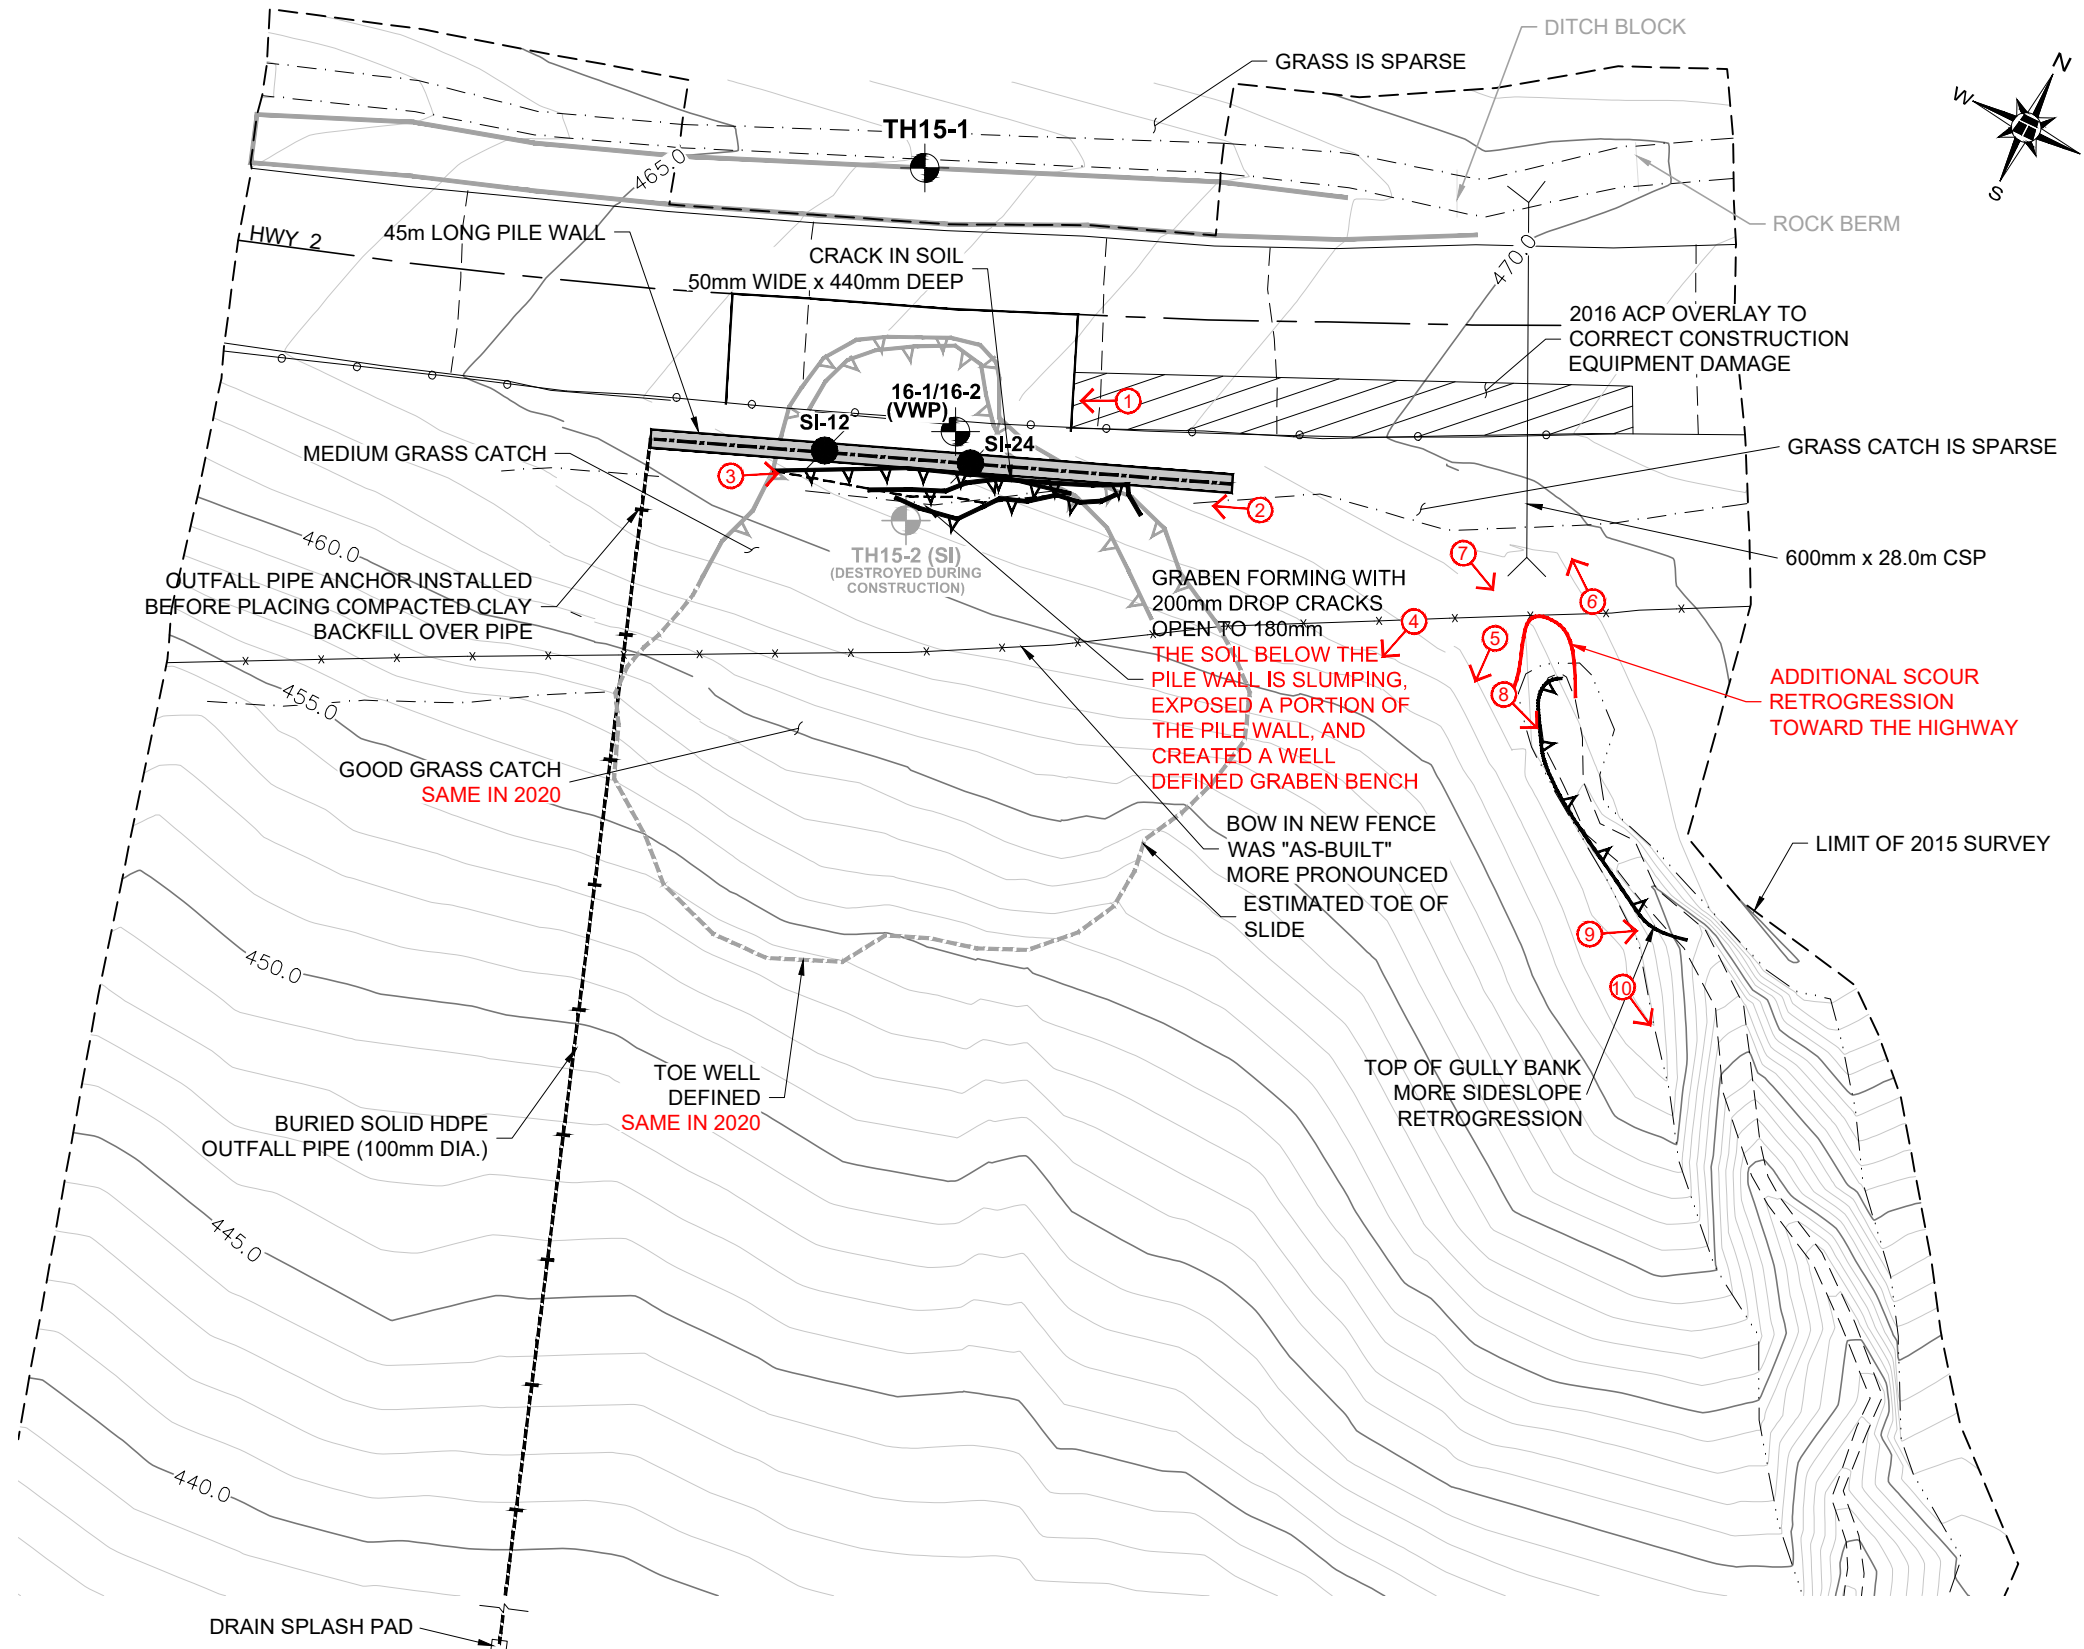 DITCH BLOCK
GRASS IS SPARSE
N
W
S
TH15-1
465.0
ROCK BERM
HWY 2
45m LONG PILE WALL
CRACK IN SOIL
50mm WIDE x 440mm DEEP
470.0
2016 ACP OVERLAY TO
CORRECT CONSTRUCTION
EQUIPMENT DAMAGE
16-1/16-2
(VWP)
1
SI-12
SI-24
MEDIUM GRASS CATCH
GRASS CATCH IS SPARSE
3
2
460.0
TH15-2 (SI)
(DESTROYED DURING
CONSTRUCTION)
7
600mm x 28.0m CSP
OUTFALL PIPE ANCHOR INSTALLED
BEFORE PLACING COMPACTED CLAY
BACKFILL OVER PIPE
GRABEN FORMING WITH
200mm DROP CRACKS
OPEN TO 180mm
THE SOIL BELOW THE
PILE WALL IS SLUMPING,
EXPOSED A PORTION OF
THE PILE WALL, AND
CREATED A WELL
DEFINED GRABEN BENCH
4
6
5
8
ADDITIONAL SCOUR
RETROGRESSION
TOWARD THE HIGHWAY
455.0
GOOD GRASS CATCH
SAME IN 2020
BOW IN NEW FENCE
WAS "AS-BUILT"
MORE PRONOUNCED
LIMIT OF 2015 SURVEY
ESTIMATED TOE OF
SLIDE
9
450.0
10
TOE WELL
DEFINED
SAME IN 2020
TOP OF GULLY BANK
MORE SIDESLOPE
RETROGRESSION
BURIED SOLID HDPE
OUTFALL PIPE (100mm DIA.)
445.0
440.0
DRAIN SPLASH PAD